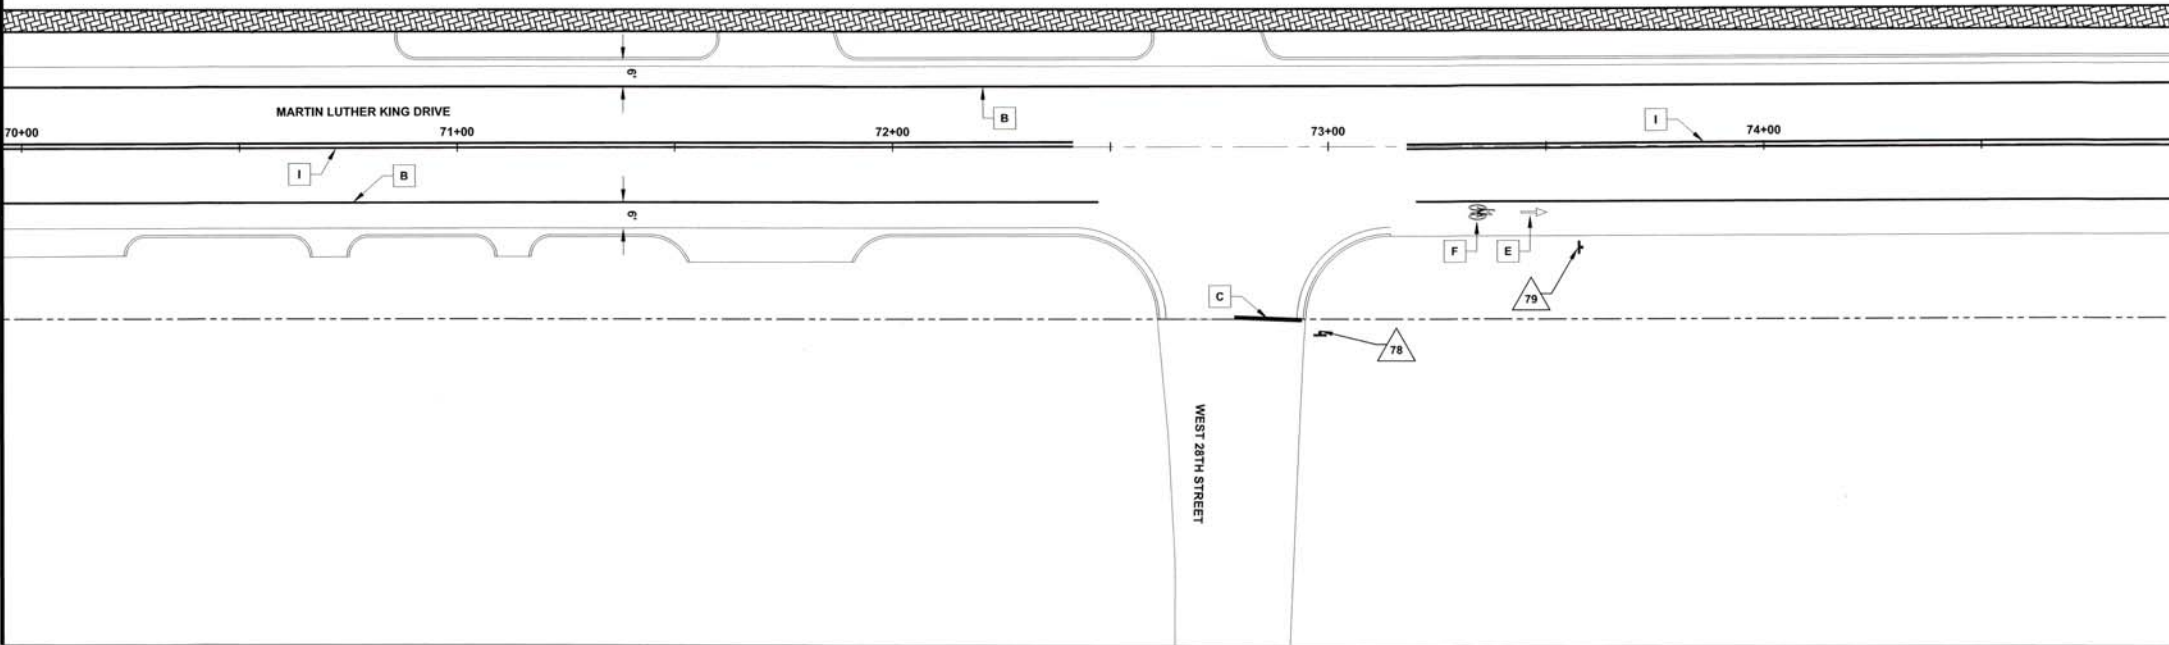 6'
MARTIN LUTHER KING DRIVE
B
I
70+00
71+00
72+00
73+00
74+00
I
B
6'
F
E
C
79
78
WEST 28TH STREET